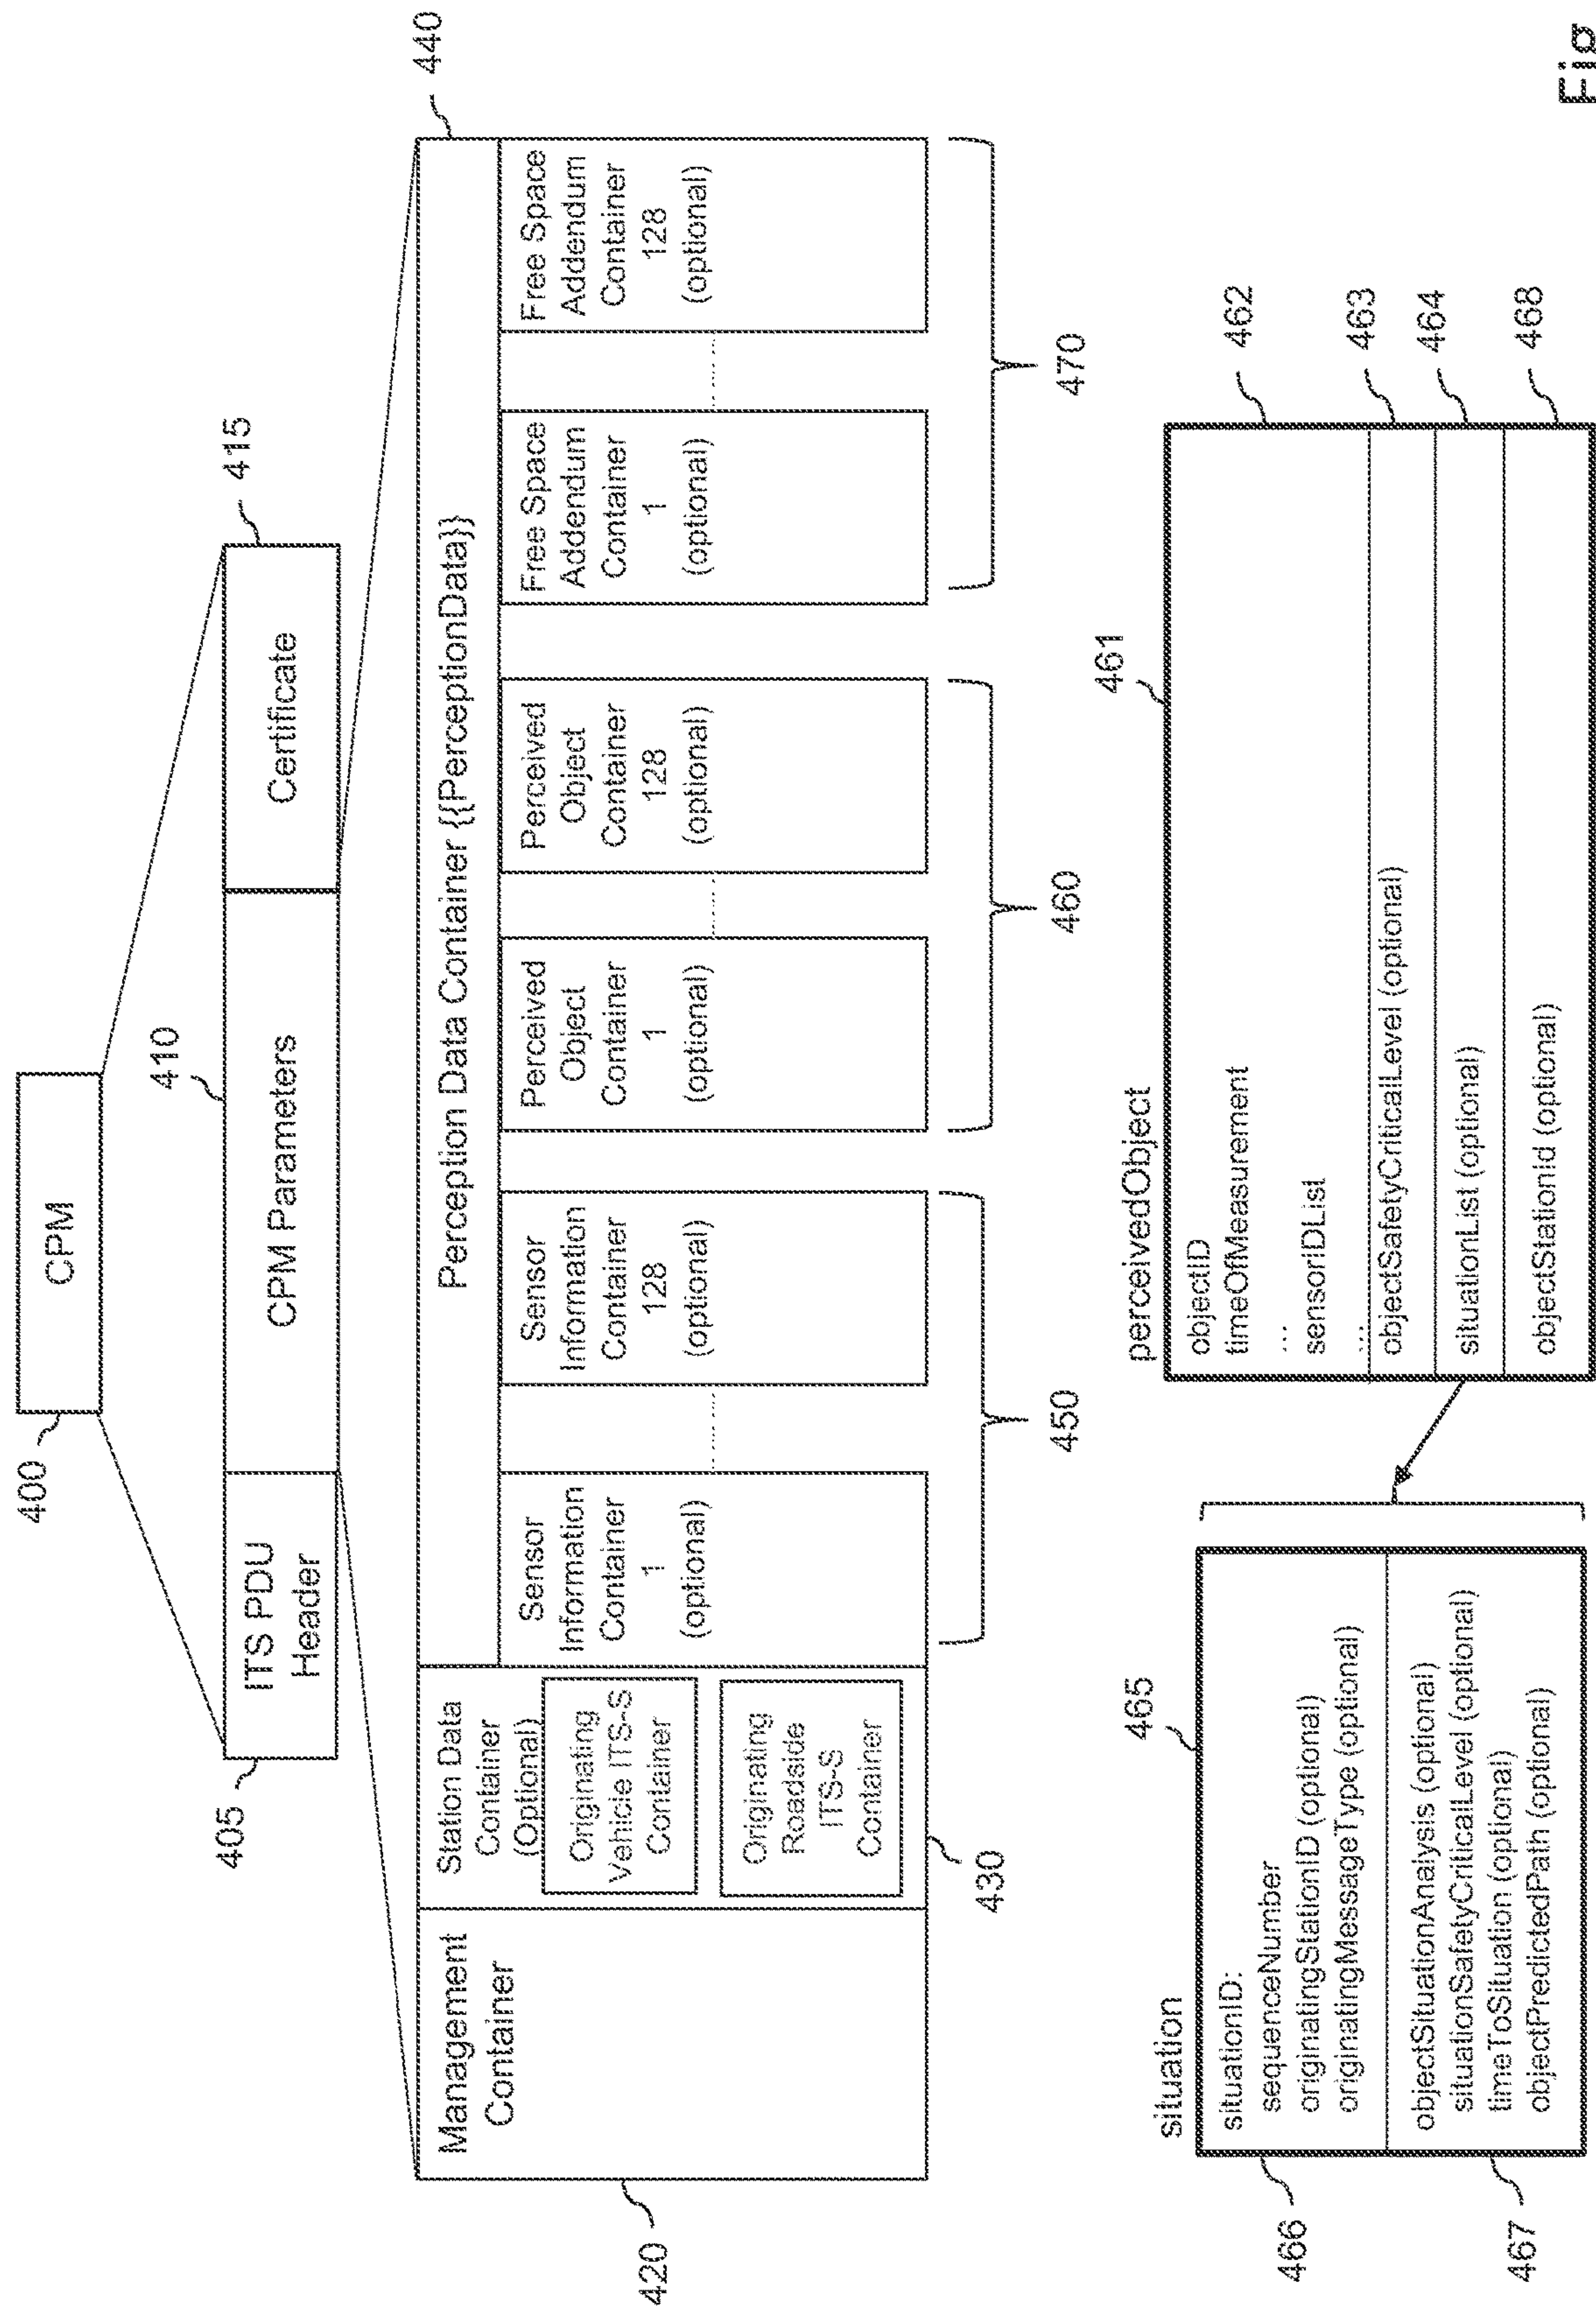 CPM
400
410
415
405
ITS PDU
Header
CPM Parameters
Certificate
440
420
Management
Container
Station Data
Container
(Optional)
Originating
Vehicle ITS-S
Container
Originating
Roadside
ITS-S
Container
430
Perception Data Container {{PerceptionData}}
Sensor
Information
Container
1
(optional)
Sensor
Information
Container
128
(optional)
450
Perceived
Object
Container
1
(optional)
Perceived
Object
Container
128
(optional)
460
Free Space
Addendum
Container
1
(optional)
Free Space
Addendum
Container
128
(optional)
470
situation
465
situationID:
sequenceNumber
originatingStationID (optional)
originatingMessageType (optional)
466
objectSituationAnalysis (optional)
situationSafetyCriticalLevel (optional)
timeToSituation (optional)
objectPredictedPath (optional)
467
perceivedObject
461
objectID
timeOfMeasurement
...
sensorIDList
...
462
objectSafetyCriticalLevel (optional)
463
situationList (optional)
464
objectStationId (optional)
468
Fig